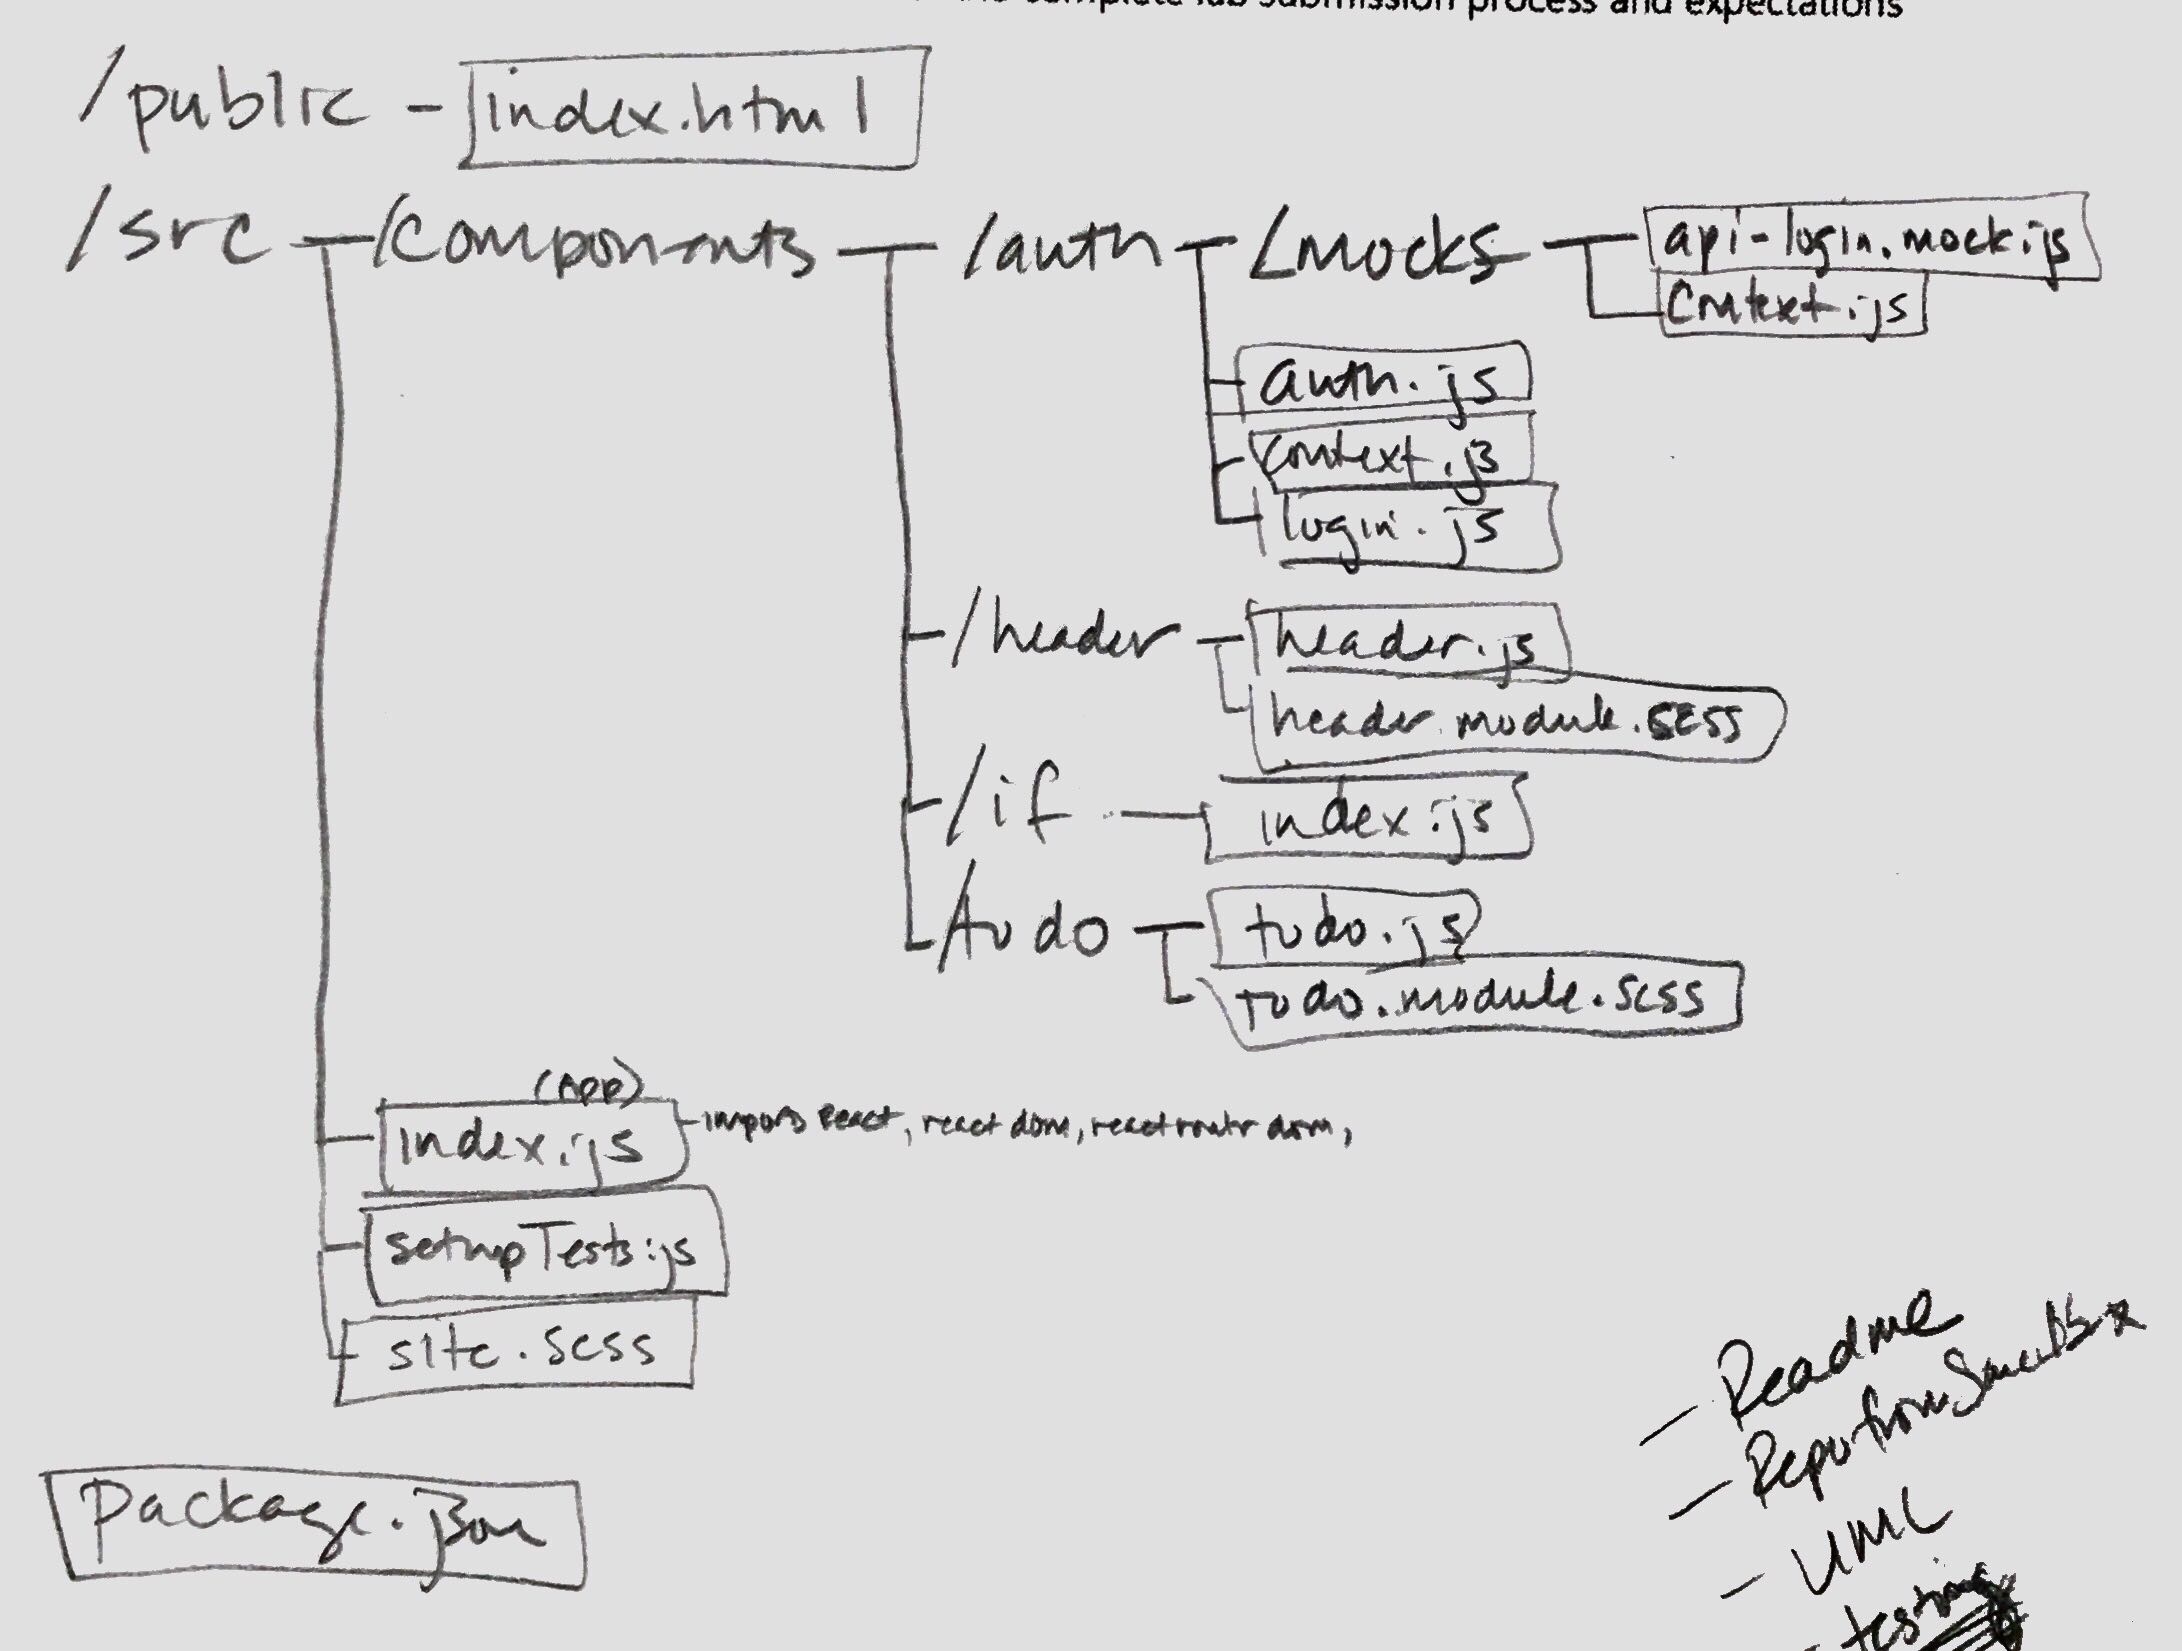 complete lab submission process and expectations
/public - index.html
/src /components /auth /mocks api-login.mock.js
context.js
auth.js
context.js
login.js
/header header.js
header.module.scss
/if index.js
/todo todo.js
todo.module.scss
(App)
index.js - imports React, react dom, react router dom,
setupTests.js
site.scss
package.json
- Readme
- Repo from
- UML
- testing